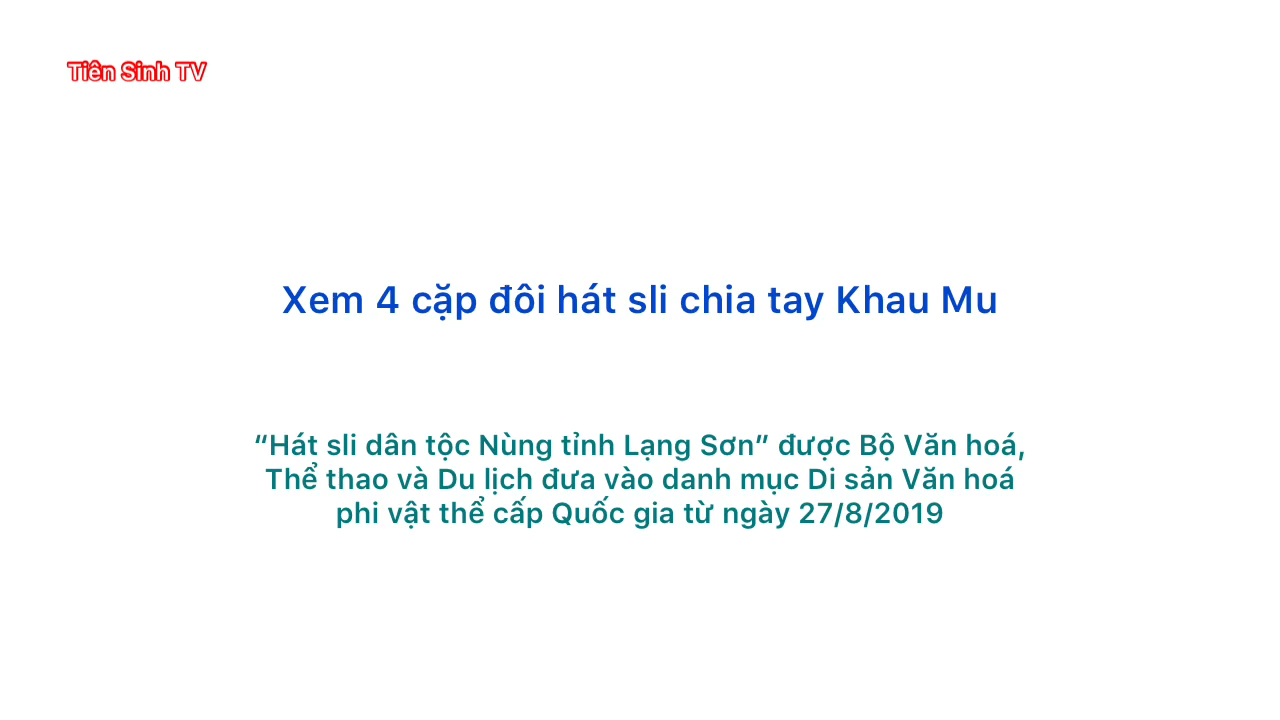 Tiên Sinh TV
Xem 4 cặp đôi hát sli chia tay Khau Mu
“Hát sli dân tộc Nùng tỉnh Lạng Sơn” được Bộ Văn hoá,
Thể thao và Du lịch đưa vào danh mục Di sản Văn hoá
phi vật thể cấp Quốc gia từ ngày 27/8/2019